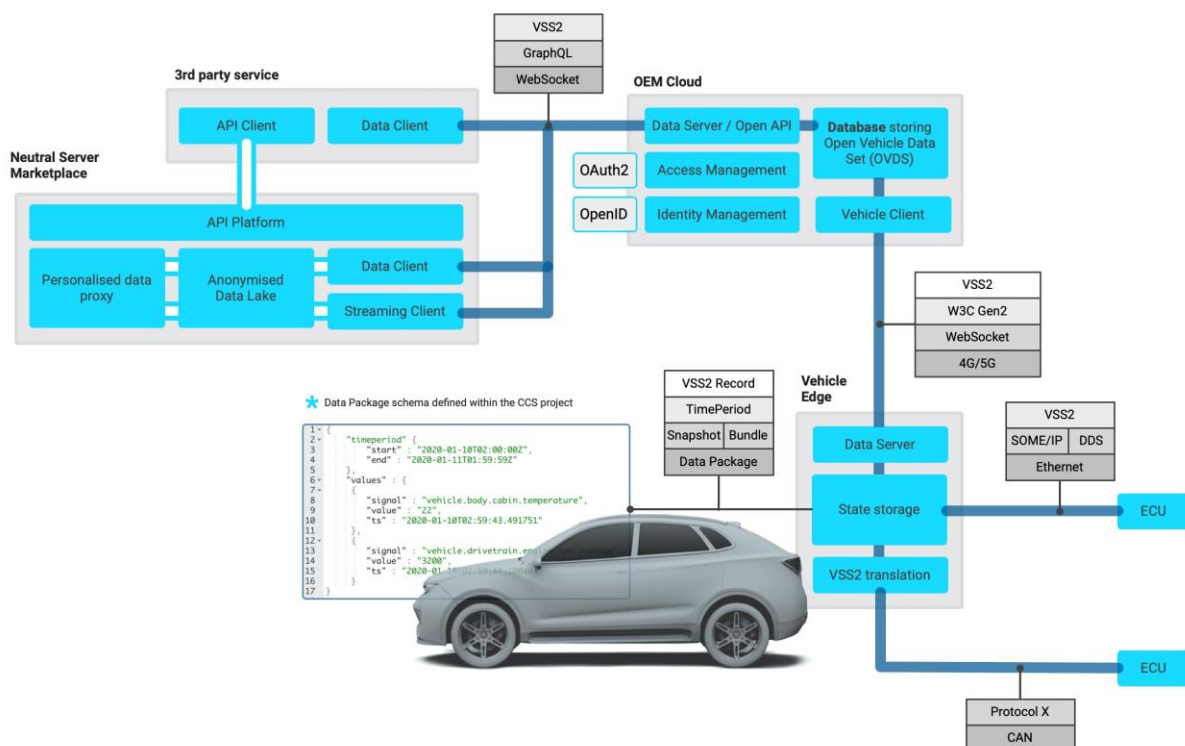 VSS2
GraphQL
WebSocket
3rd party service
API Client
Data Client
OEM Cloud
Data Server / Open API
Database storing
Open Vehicle Data
Set (OVDS)
OAuth2
Access Management
OpenID
Identity Management
Vehicle Client
Neutral Server
Marketplace
API Platform
Personalised data
proxy
Anonymised
Data Lake
Data Client
Streaming Client
VSS2
W3C Gen2
WebSocket
4G/5G
Vehicle
Edge
VSS2 Record
TimePeriod
Snapshot Bundle
Data Package
Data Server
State storage
VSS2 translation
VSS2
SOME/IP DDS
Ethernet
ECU
ECU
Protocol X
CAN
* Data Package schema defined within the CCS project
1 {
2 "timeperiod" {
3 "start" : "2020-01-10T02:00:00Z",
4 "end" : "2020-01-11T01:59:59Z"
5 },
6 "values" : {
7 {
8 "signal" : "vehicle.body.cabin.temperature",
9 "value" : "22",
10 "ts" : "2020-01-10T02:59:43.491751"
11 },
12 {
13 "signal" : "vehicle.drivetrain.
14 "value" : "3200",
15 "ts" :
16 }
17 }